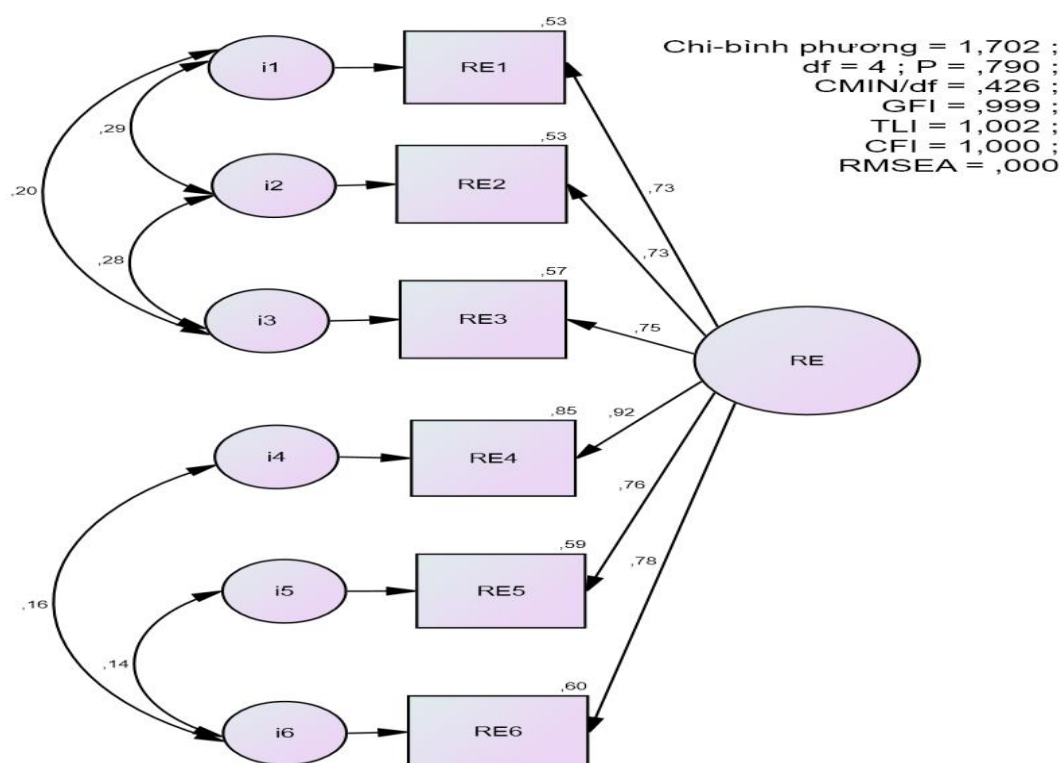 Chi-bình phương = 1,702 ;
df = 4 ; P = ,790 ;
CMIN/df = ,426 ;
GFI = ,999 ;
TLI = 1,002 ;
CFI = 1,000 ;
RMSEA = ,000
,53
i1
RE1
,29
,53
,73
i2
RE2
,20
,73
,28
,57
i3
RE3
,75
RE
,85
,92
i4
RE4
,76
,59
,78
i5
RE5
,16
,14
,60
i6
RE6